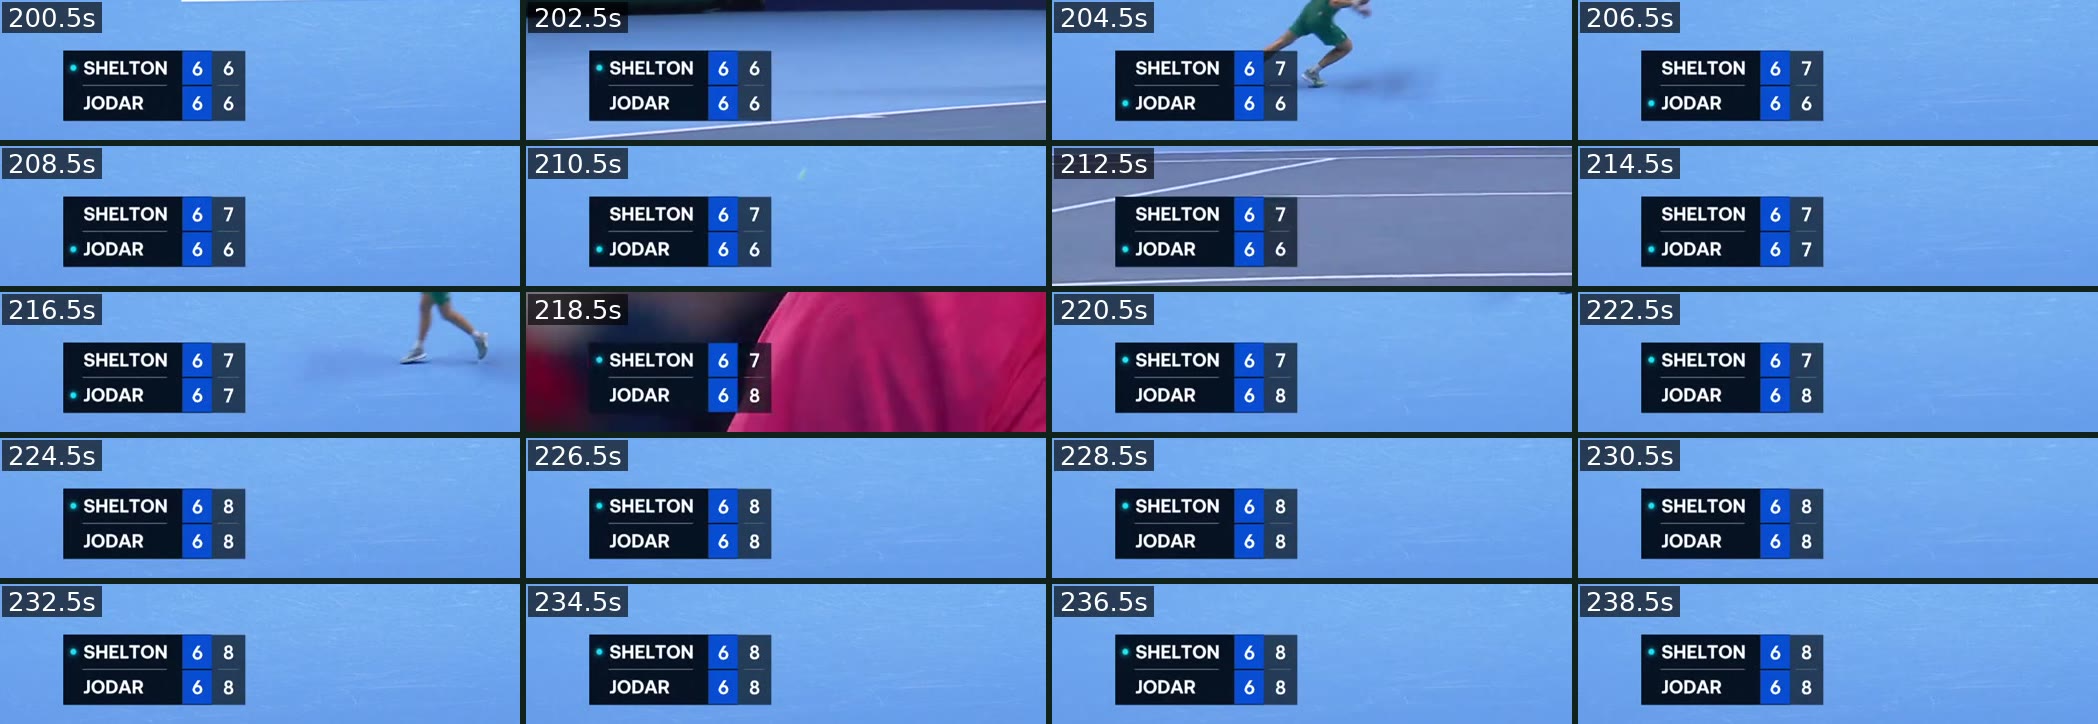 200.5s
SHELTON 6 6
JODAR 6 6
202.5s
SHELTON 6 6
JODAR 6 6
204.5s
SHELTON 6 7
JODAR 6 6
206.5s
SHELTON 6 7
JODAR 6 6
208.5s
SHELTON 6 7
JODAR 6 6
210.5s
SHELTON 6 7
JODAR 6 6
212.5s
SHELTON 6 7
JODAR 6 6
214.5s
SHELTON 6 7
JODAR 6 7
216.5s
SHELTON 6 7
JODAR 6 7
218.5s
SHELTON 6 7
JODAR 6 8
220.5s
SHELTON 6 7
JODAR 6 8
222.5s
SHELTON 6 7
JODAR 6 8
224.5s
SHELTON 6 8
JODAR 6 8
226.5s
SHELTON 6 8
JODAR 6 8
228.5s
SHELTON 6 8
JODAR 6 8
230.5s
SHELTON 6 8
JODAR 6 8
232.5s
SHELTON 6 8
JODAR 6 8
234.5s
SHELTON 6 8
JODAR 6 8
236.5s
SHELTON 6 8
JODAR 6 8
238.5s
SHELTON 6 8
JODAR 6 8